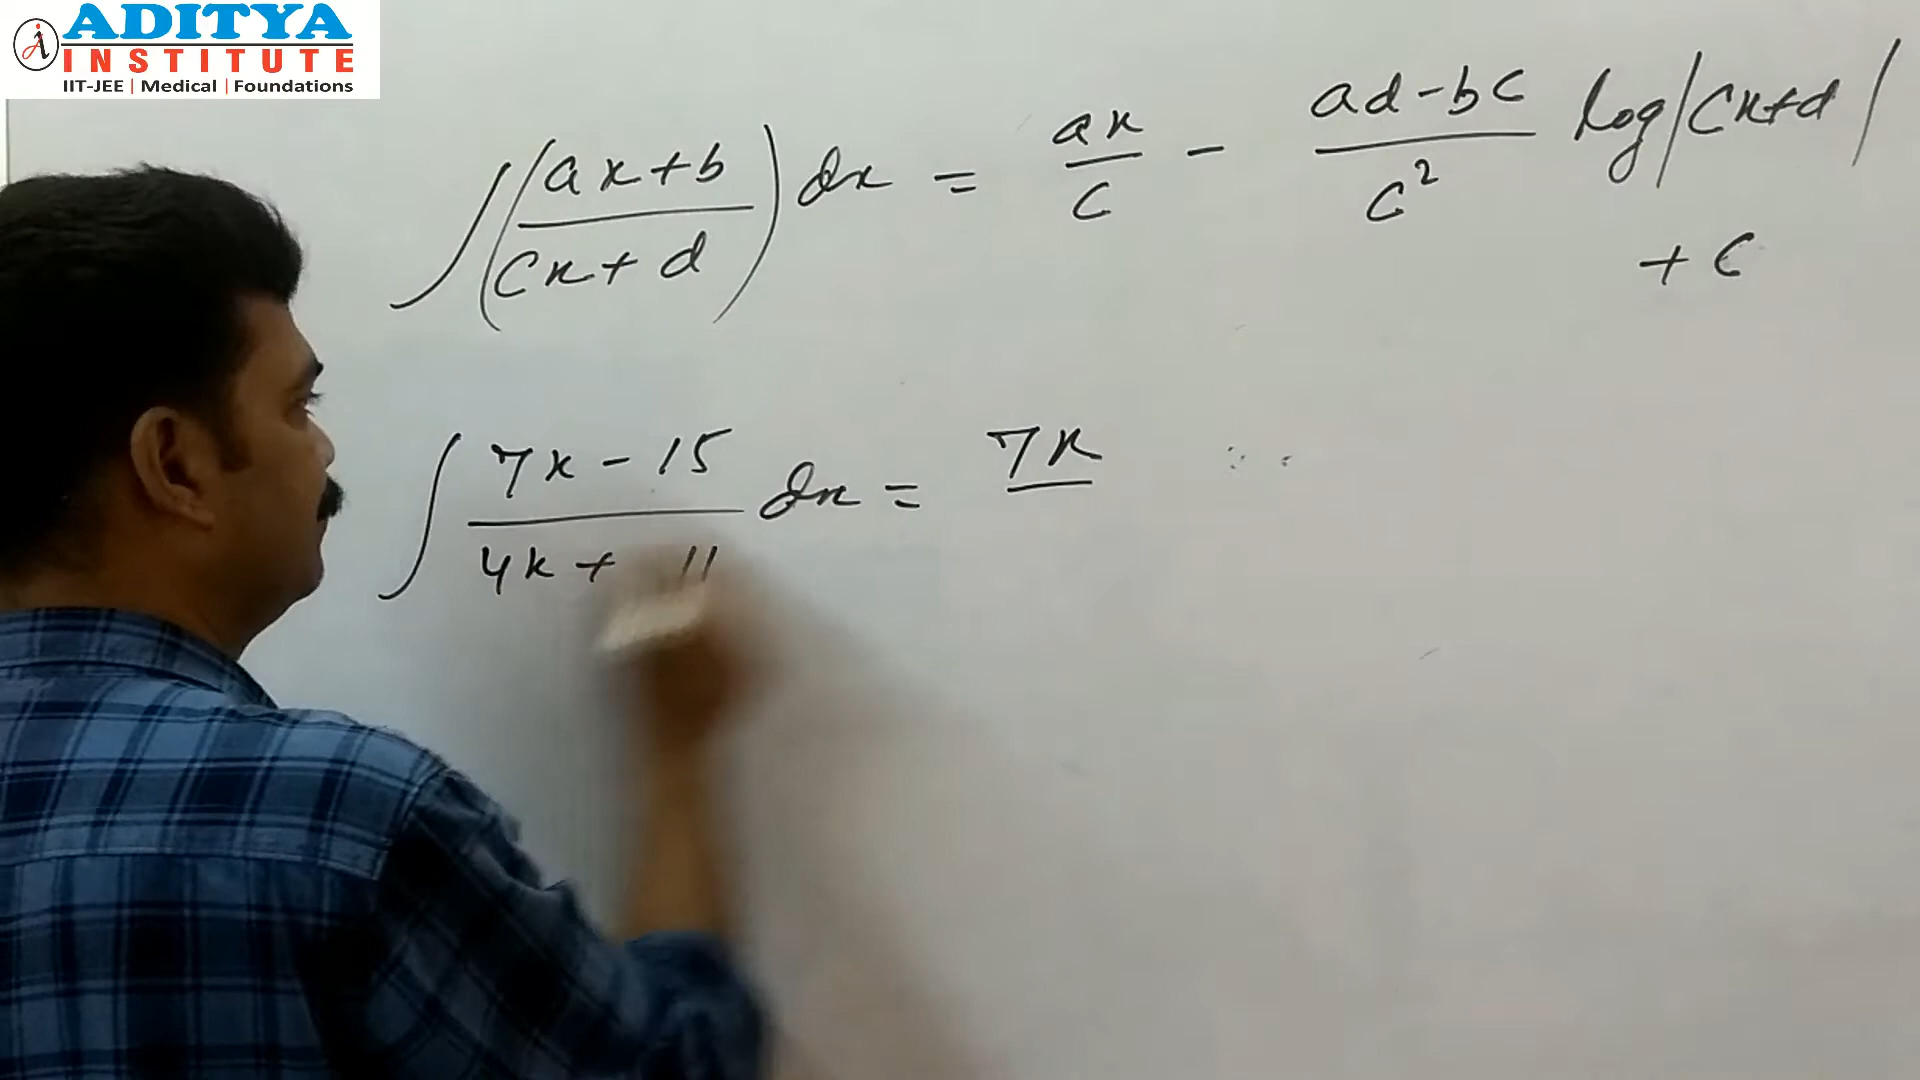 ADITYA
INSTITUTE
IIT-JEE | Medical | Foundations
∫ ((ax+b)/(cx+d)) dx = ax/c - (ad-bc)/c² log|cx+d|
+ c
∫ (7x-15)/(4x+11) dx = 7x